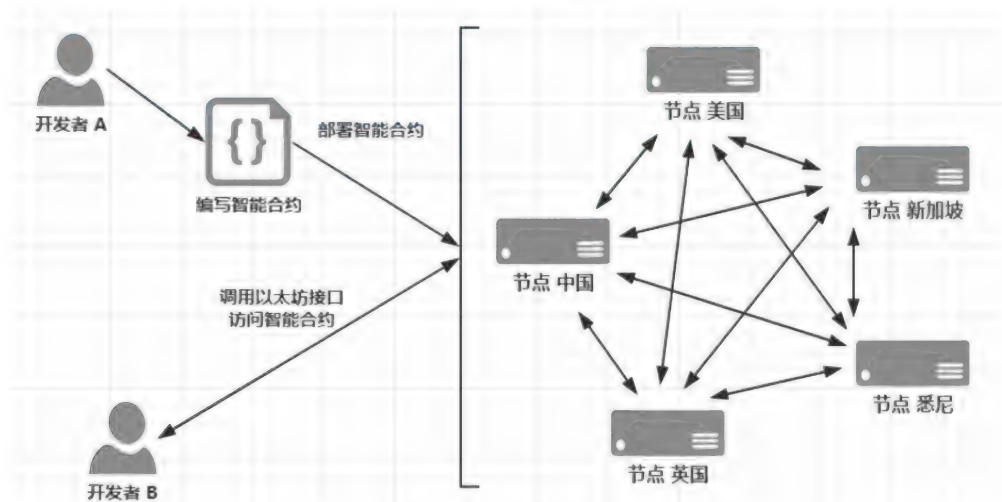 开发者 A
编写智能合约
部署智能合约
调用以太坊接口
访问智能合约
开发者 B
节点 美国
节点 新加坡
节点 中国
节点 悉尼
节点 英国